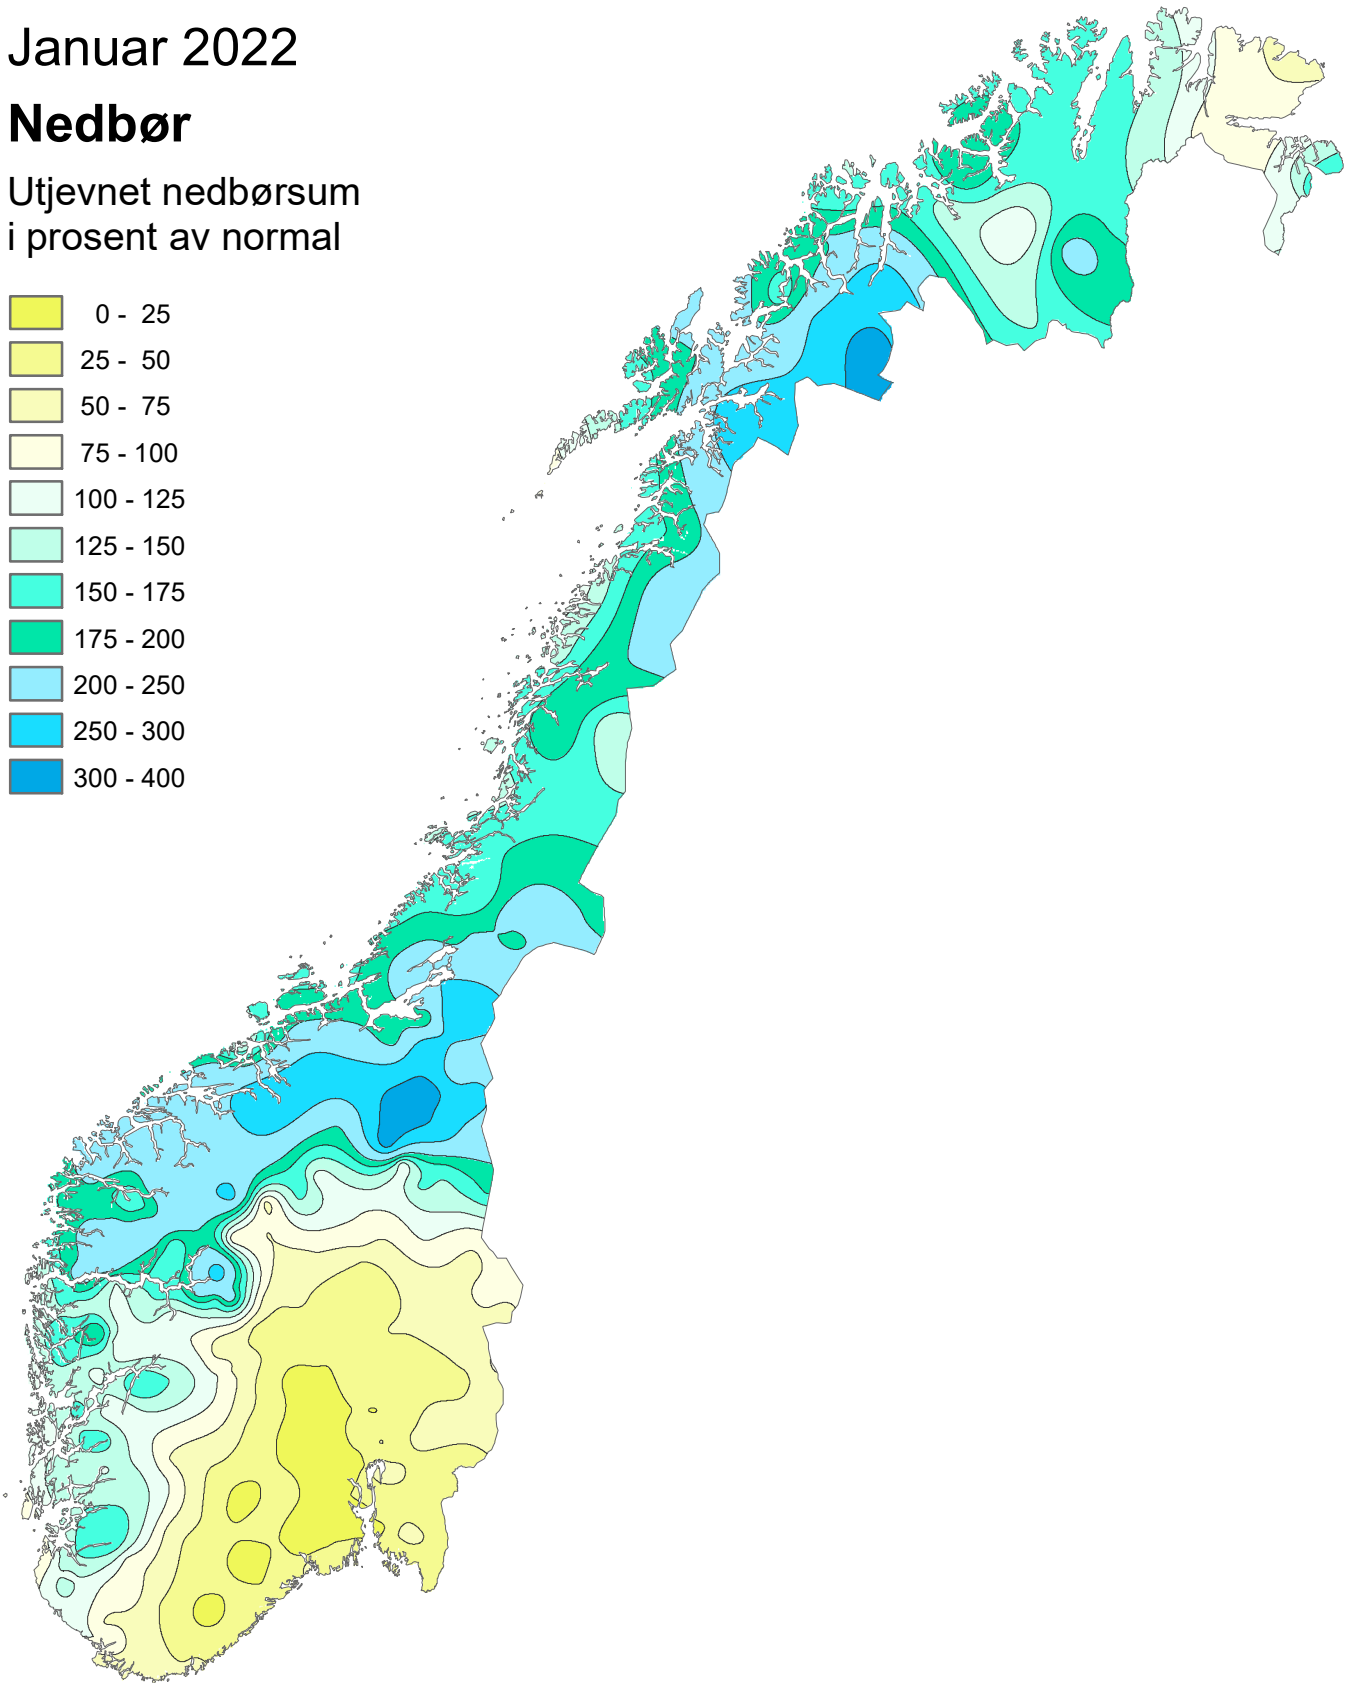 Januar 2022
Nedbør
Utjevnet nedbørsum
i prosent av normal
0 - 25
25 - 50
50 - 75
75 - 100
100 - 125
125 - 150
150 - 175
175 - 200
200 - 250
250 - 300
300 - 400